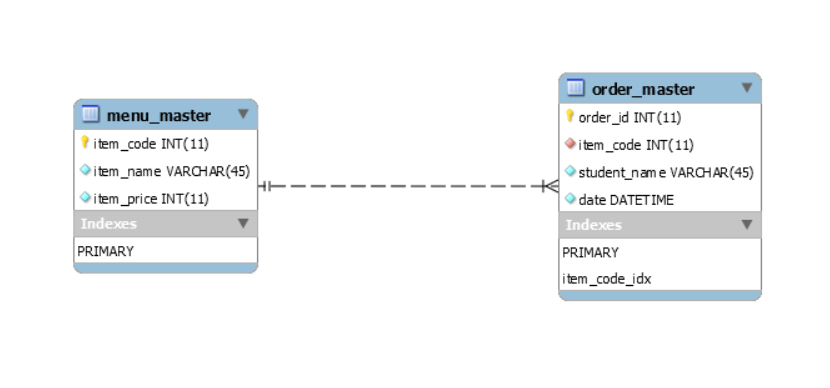 menu_master
item_code INT(11)
item_name VARCHAR(45)
item_price INT(11)
Indexes
PRIMARY
order_master
order_id INT(11)
item_code INT(11)
student_name VARCHAR(45)
date DATETIME
Indexes
PRIMARY
item_code_idx